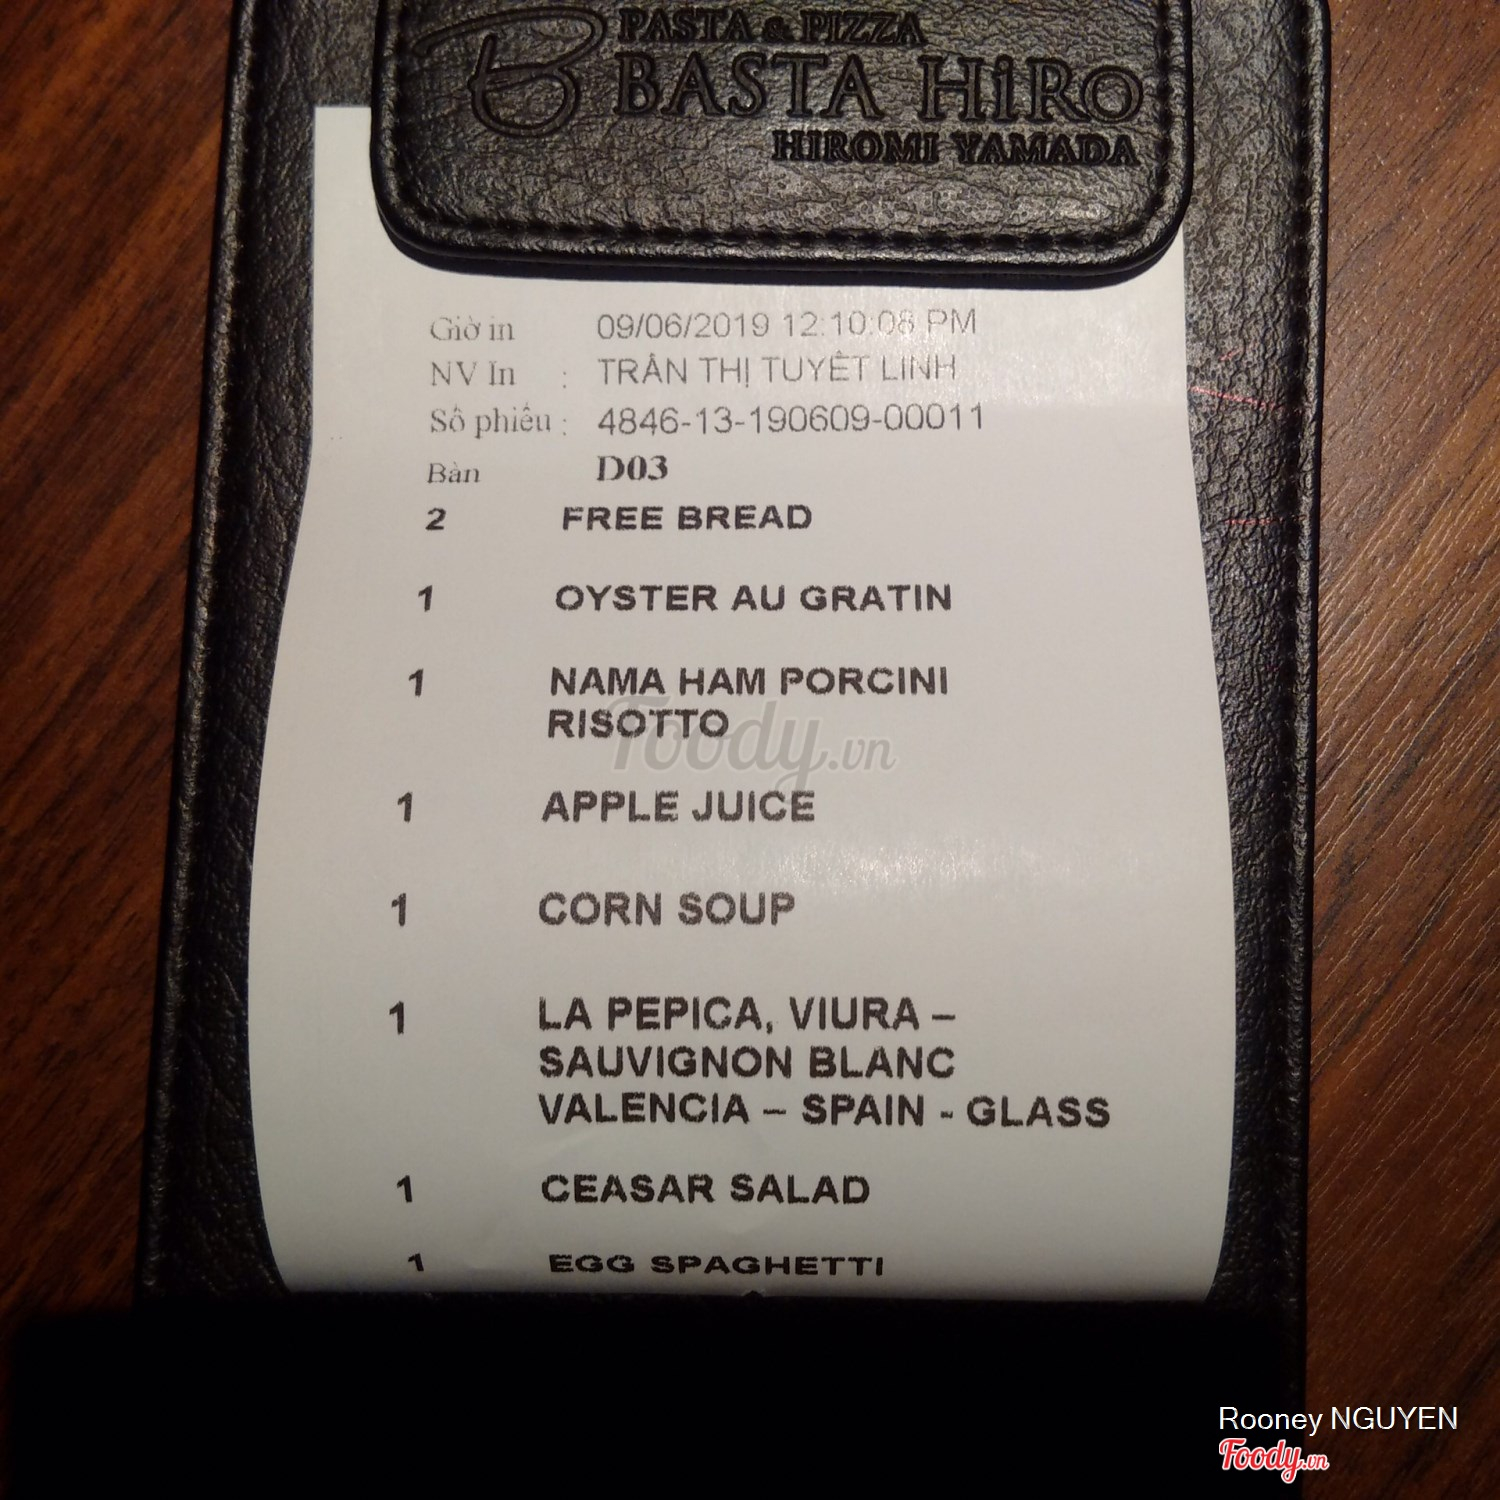 PASTA & PIZZA
BASTA HiRO
HIROMI YAMADA
Giờ in 09/06/2019 12:10:08 PM
NV In : TRẦN THỊ TUYẾT LINH
Số phiếu : 4846-13-190609-00011
Bàn D03
2 FREE BREAD
1 OYSTER AU GRATIN
1 NAMA HAM PORCINI
RISOTTO
Foody.vn
1 APPLE JUICE
1 CORN SOUP
1 LA PEPICA, VIURA –
SAUVIGNON BLANC
VALENCIA – SPAIN - GLASS
1 CEASAR SALAD
1 EGG SPAGHETTI
Rooney NGUYEN
Foody.vn